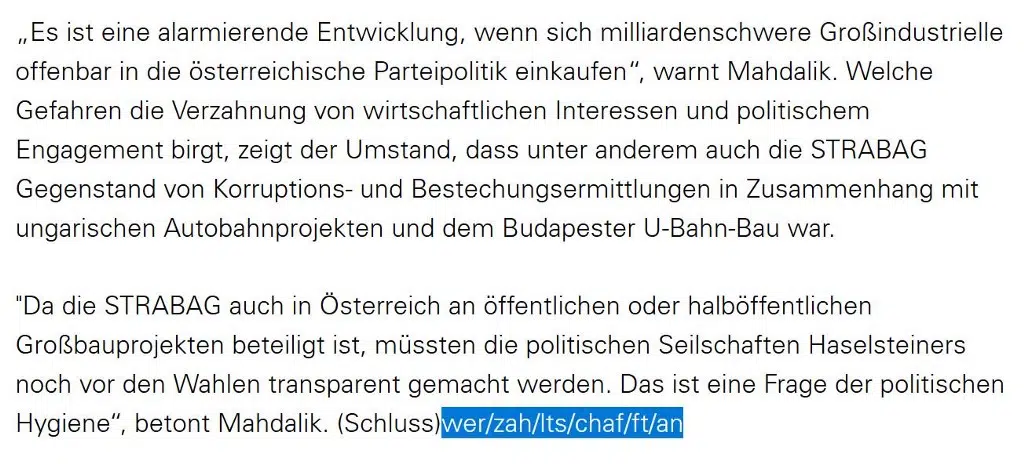 „Es ist eine alarmierende Entwicklung, wenn sich milliardenschwere Großindustrielle
offenbar in die österreichische Parteipolitik einkaufen“, warnt Mahdalik. Welche
Gefahren die Verzahnung von wirtschaftlichen Interessen und politischem
Engagement birgt, zeigt der Umstand, dass unter anderem auch die STRABAG
Gegenstand von Korruptions- und Bestechungsermittlungen in Zusammenhang mit
ungarischen Autobahnprojekten und dem Budapester U-Bahn-Bau war.
"Da die STRABAG auch in Österreich an öffentlichen oder halböffentlichen
Großbauprojekten beteiligt ist, müssten die politischen Seilschaften Haselsteiners
noch vor den Wahlen transparent gemacht werden. Das ist eine Frage der politischen
Hygiene“, betont Mahdalik. (Schluss)wer/zah/lts/chaf/ft/an